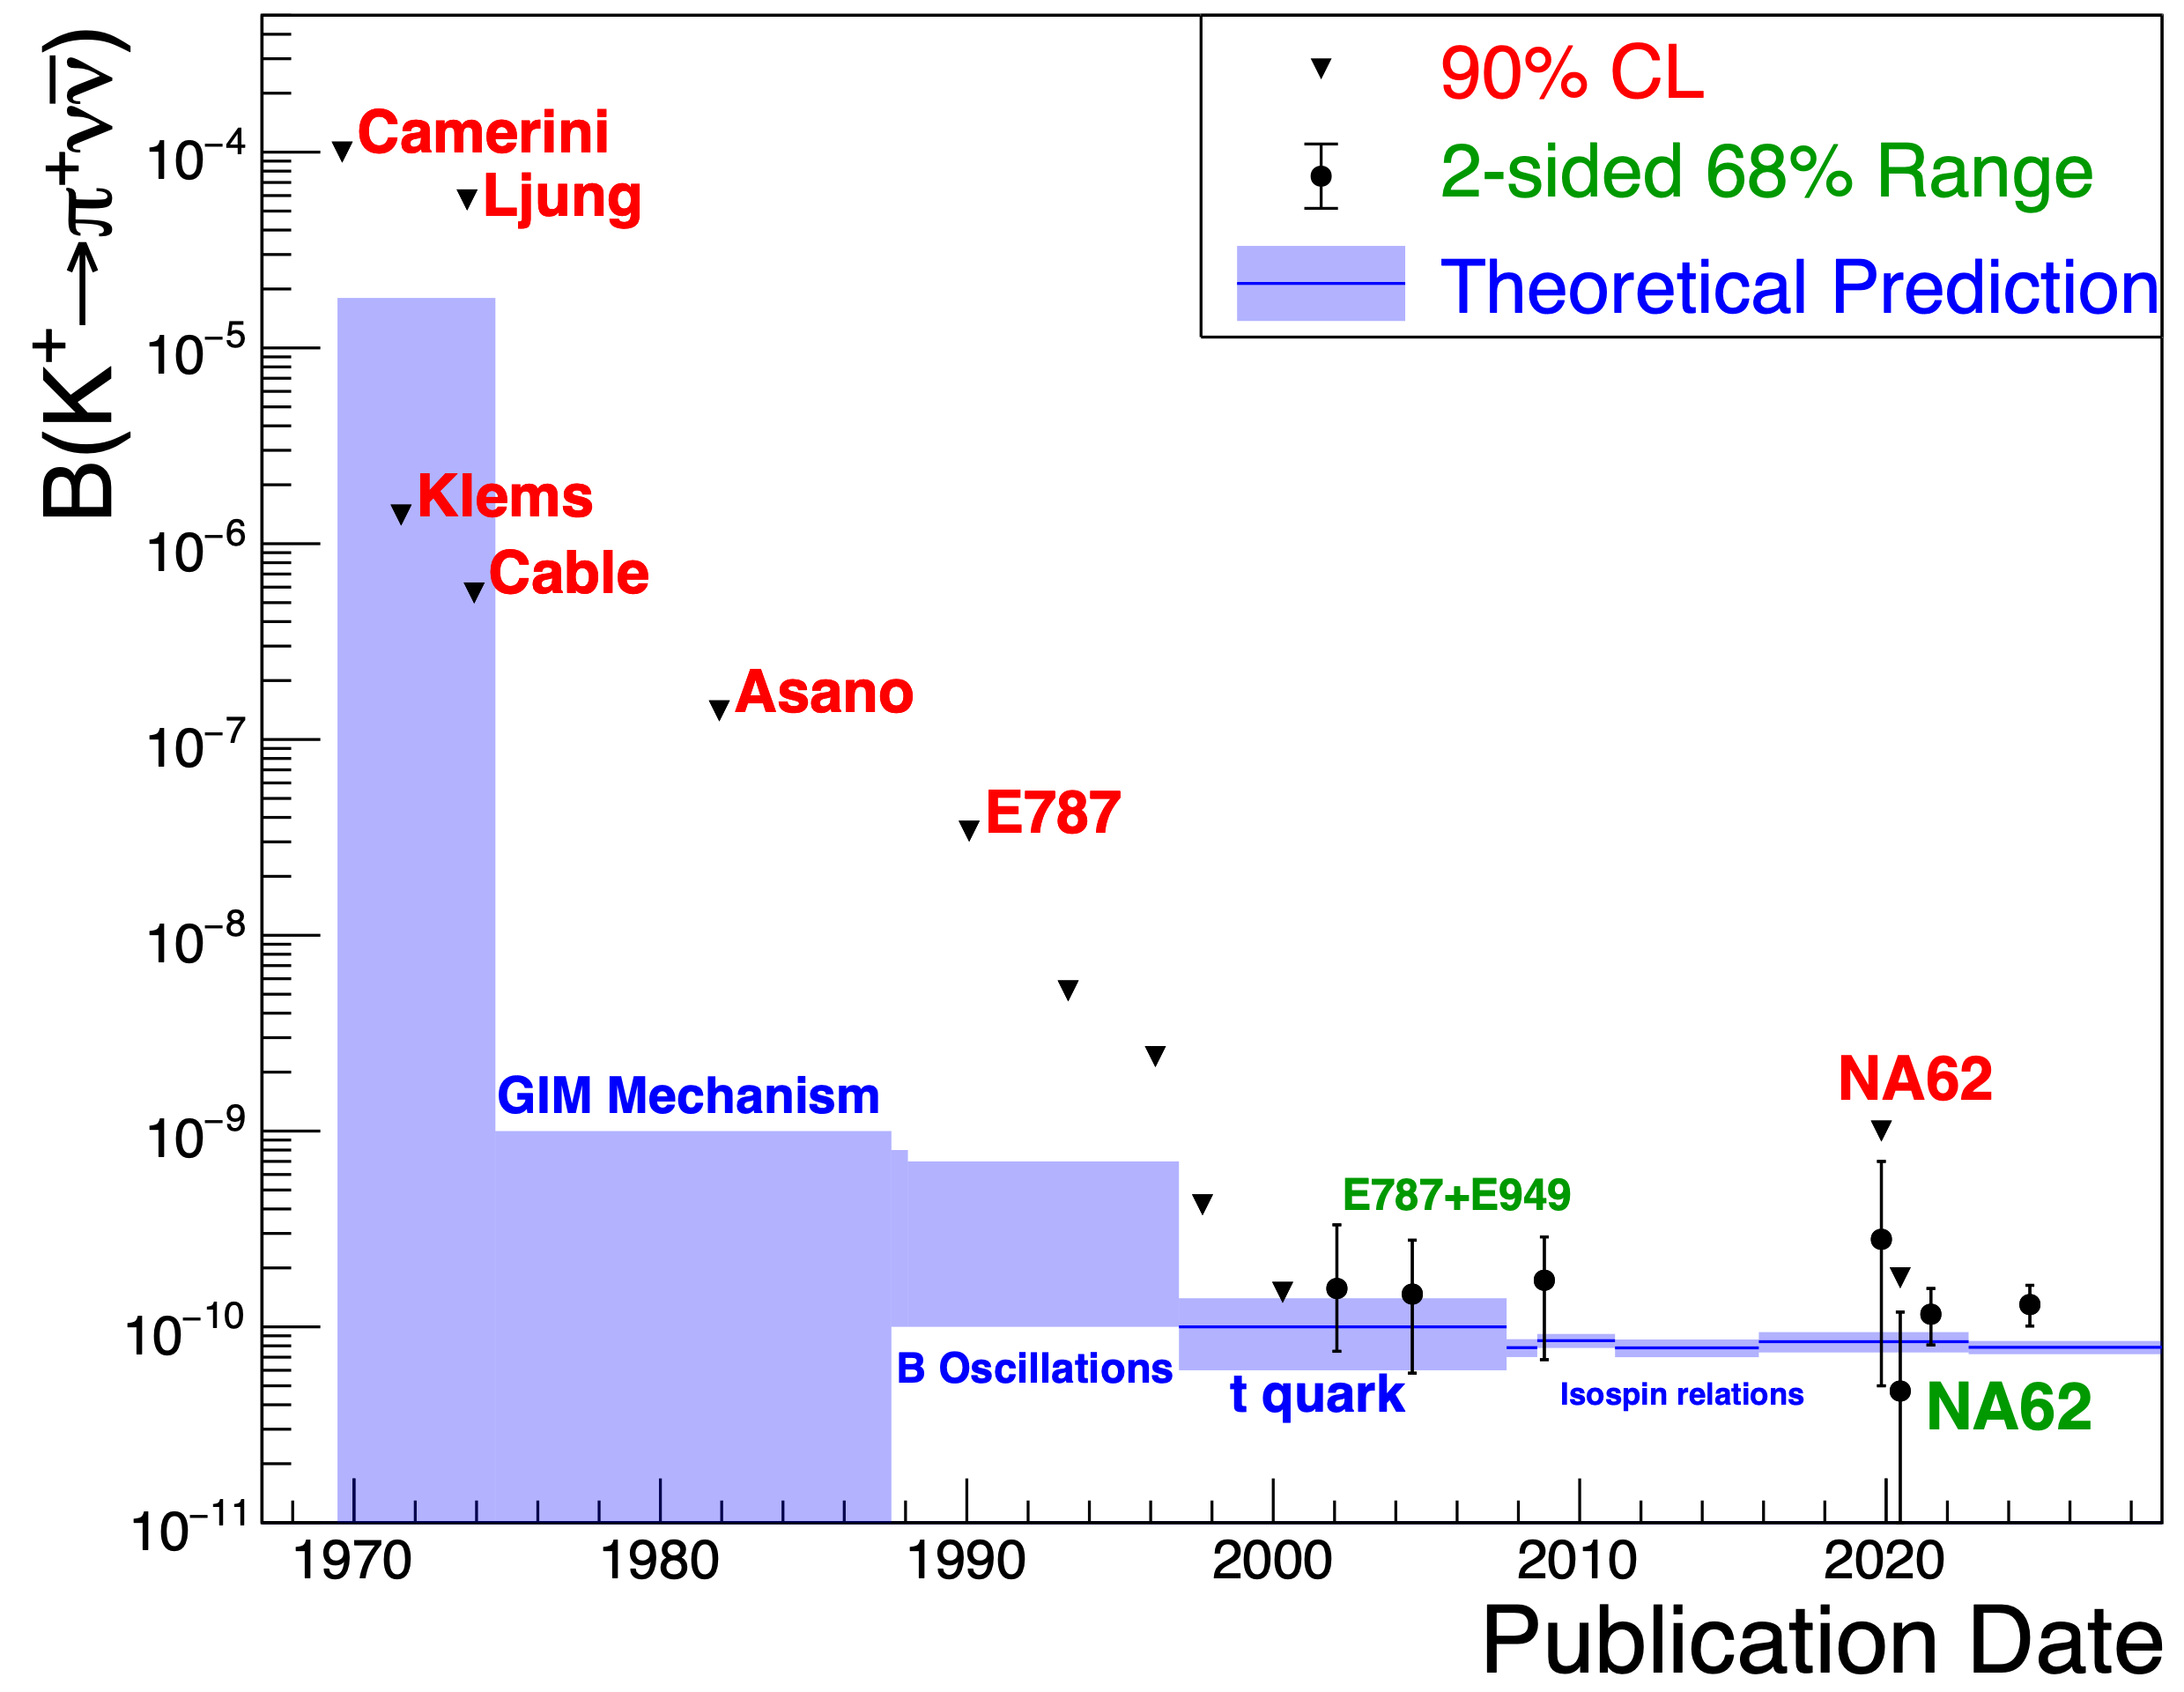 B(K⁺→π⁺νν̅)
90% CL
2-sided 68% Range
Theoretical Prediction
10⁻⁴
Camerini
Ljung
10⁻⁵
Klems
10⁻⁶
Cable
Asano
10⁻⁷
E787
10⁻⁸
NA62
GIM Mechanism
10⁻⁹
E787+E949
10⁻¹⁰
B Oscillations
t quark
Isospin relations
NA62
10⁻¹¹
1970 1980 1990 2000 2010 2020
Publication Date